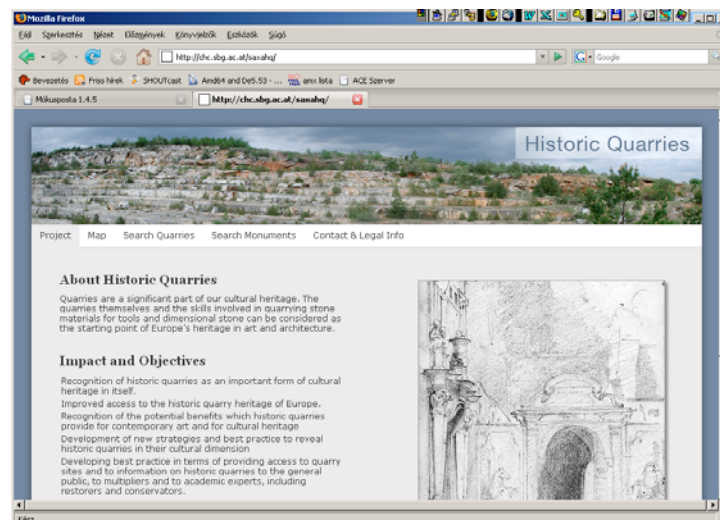 Mozilla Firefox
Fájl Szerkesztés Nézet Előzmények Könyvjelzők Eszközök Súgó
http://chc.sbg.ac.at/saxahq/
Google
Bevezetés Friss hírek SHOUTcast Amd64 and De5.53 - ... amx lista ACE Szerver
Mókusposta 1.4.5 http://chc.sbg.ac.at/saxahq/
Historic Quarries
Project Map Search Quarries Search Monuments Contact & Legal Info
About Historic Quarries
Quarries are a significant part of our cultural heritage. The
quarries themselves and the skills involved in quarrying stone
materials for tools and dimensional stone can be considered as
the starting point of Europe's heritage in art and architecture.
Impact and Objectives
Recognition of historic quarries as an important form of cultural
heritage in itself.
Improved access to the historic quarry heritage of Europe.
Recognition of the potential benefits which historic quarries
provide for contemporary art and for cultural heritage
Development of new strategies and best practice to reveal
historic quarries in their cultural dimension
Developing best practice in terms of providing access to quarry
sites and to information on historic quarries to the general
public, to multipliers and to academic experts, including
restorers and conservators.
Kész